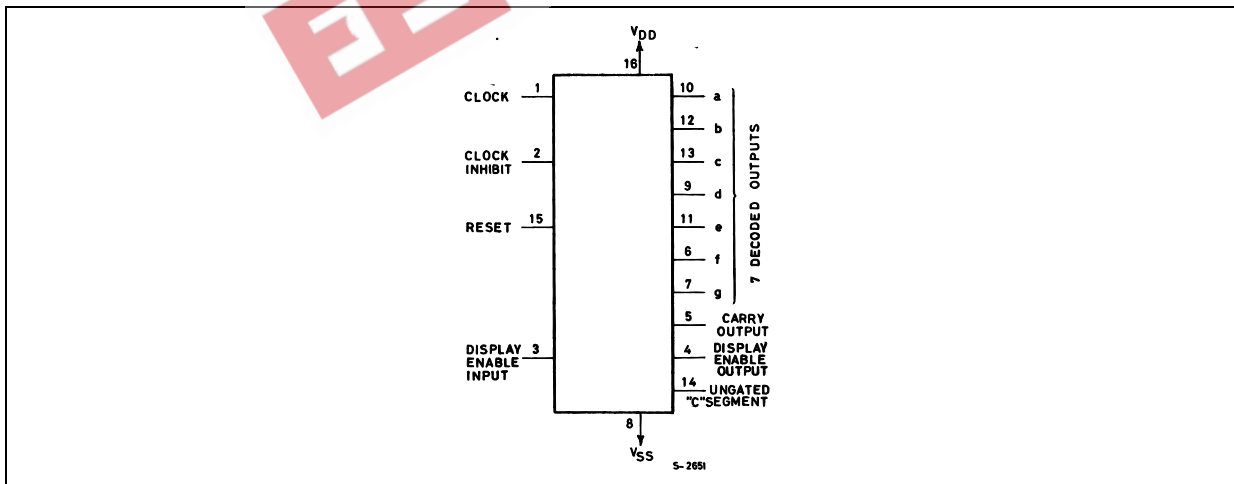 VDD
16
CLOCK 1
10 a
12 b
CLOCK INHIBIT 2
13 c
9 d
RESET 15
11 e
6 f
7 g
7 DECODED OUTPUTS
5 CARRY OUTPUT
DISPLAY ENABLE INPUT 3
4 DISPLAY ENABLE OUTPUT
14 UNGATED "C" SEGMENT
8
VSS
S-2651